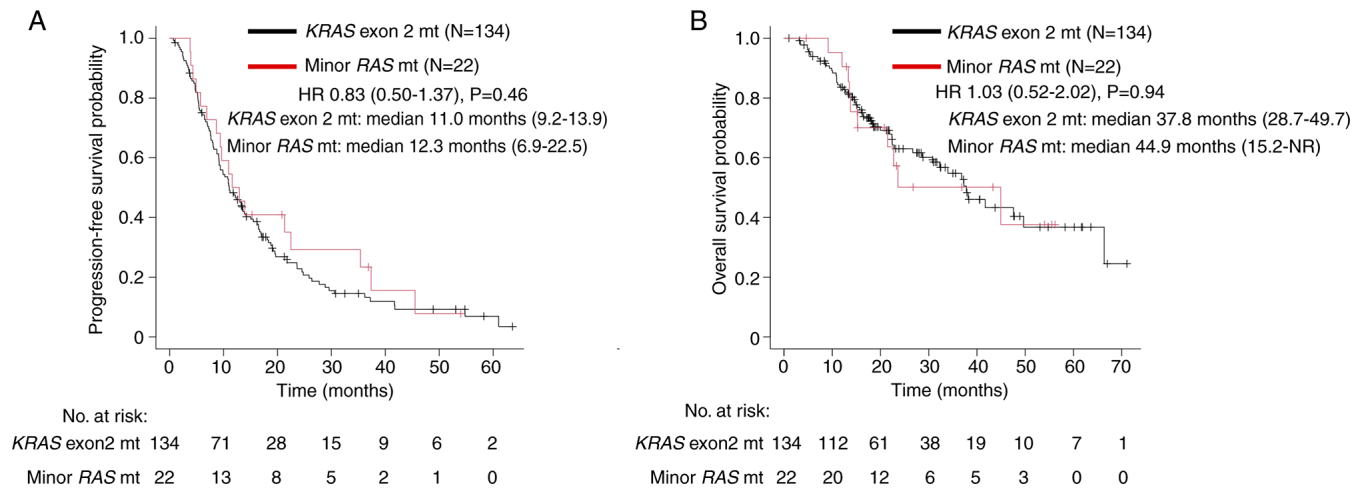 A
KRAS exon 2 mt (N=134)
Minor RAS mt (N=22)
HR 0.83 (0.50-1.37), P=0.46
KRAS exon 2 mt: median 11.0 months (9.2-13.9)
Minor RAS mt: median 12.3 months (6.9-22.5)
Progression-free survival probability
1.0
0.8
0.6
0.4
0.2
0
0 10 20 30 40 50 60
Time (months)
No. at risk:
KRAS exon2 mt 134 71 28 15 9 6 2
Minor RAS mt 22 13 8 5 2 1 0
B
KRAS exon 2 mt (N=134)
Minor RAS mt (N=22)
HR 1.03 (0.52-2.02), P=0.94
KRAS exon 2 mt: median 37.8 months (28.7-49.7)
Minor RAS mt: median 44.9 months (15.2-NR)
Overall survival probability
1.0
0.8
0.6
0.4
0.2
0
0 10 20 30 40 50 60 70
Time (months)
No. at risk:
KRAS exon2 mt 134 112 61 38 19 10 7 1
Minor RAS mt 22 20 12 6 5 3 0 0